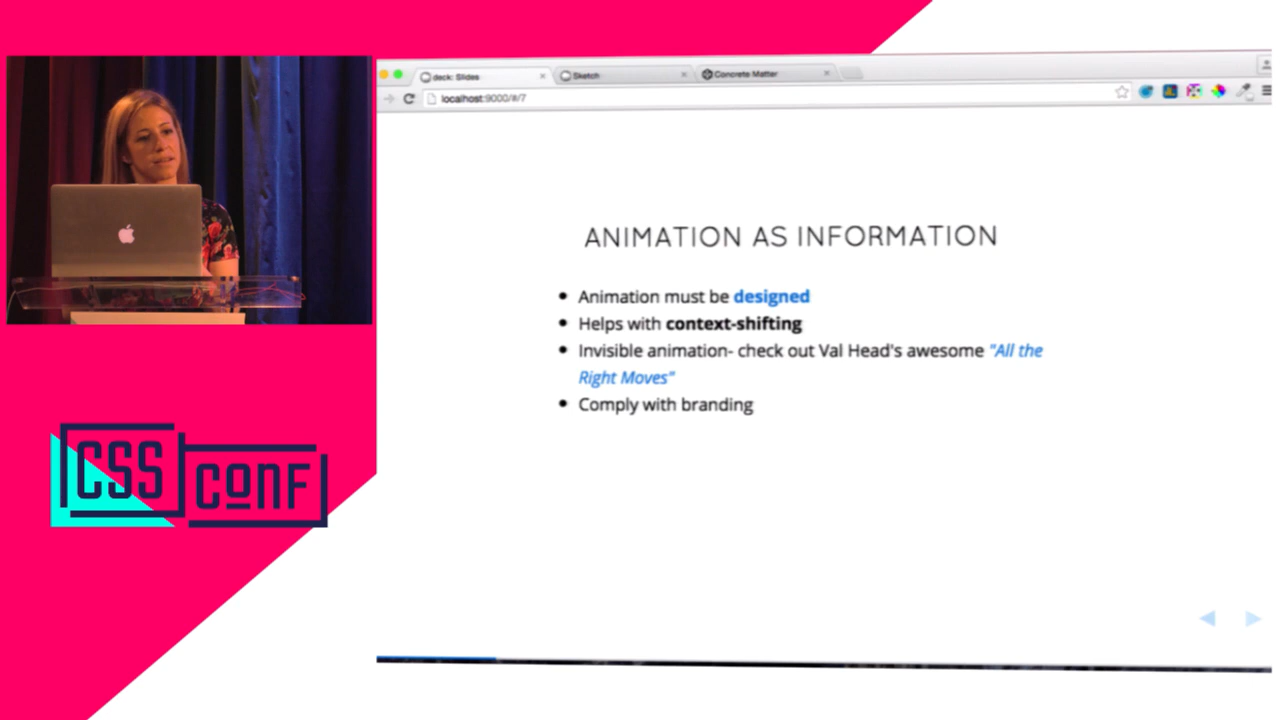 deck: Slides
Sketch
Concrete Matter
localhost:9000/#/7
ANIMATION AS INFORMATION
Animation must be designed
Helps with context-shifting
Invisible animation- check out Val Head's awesome "All the
Right Moves"
Comply with branding
CSS
CONF